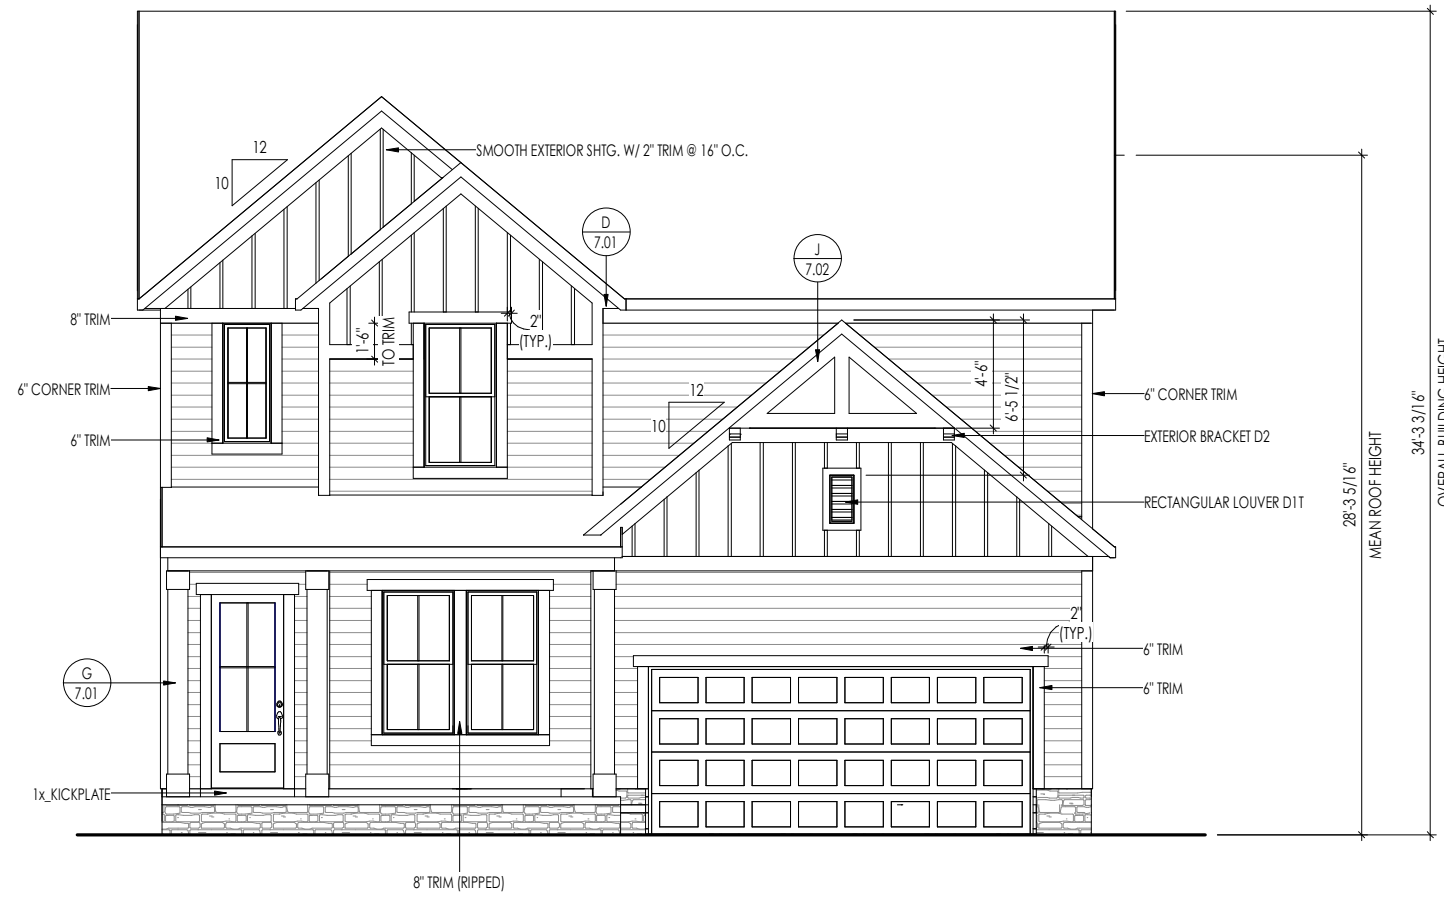 12
10
SMOOTH EXTERIOR SHTG. W/ 2" TRIM @ 16" O.C.
D
7.01
J
7.02
8" TRIM
1'-6"
TO TRIM
2"
(TYP.)
6" CORNER TRIM
12
10
4'-6"
6'-5 1/2"
6" CORNER TRIM
6" TRIM
EXTERIOR BRACKET D2
RECTANGULAR LOUVER D1T
28'-3 5/16"
MEAN ROOF HEIGHT
34'-3 3/16"
OVERALL BUILDING HEIGHT
2"
(TYP.)
6" TRIM
G
7.01
6" TRIM
1x_KICKPLATE
8" TRIM (RIPPED)